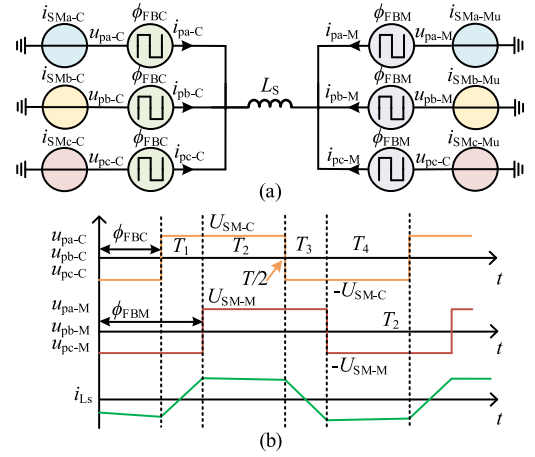 i_SMa-C ϕ_FBC i_pa-C i_pa-M ϕ_FBM i_SMa-Mu
u_pa-C u_pa-M
i_SMb-C ϕ_FBC i_pb-C L_S i_pb-M ϕ_FBM i_SMb-Mu
u_pb-C u_pb-M
i_SMc-C ϕ_FBC i_pc-C i_pc-M ϕ_FBM i_SMc-Mu
u_pc-C u_pc-C
(a)
u_pa-C ϕ_FBC U_SM-C
u_pb-C T_1 T_2 T_3 T_4
u_pc-C T/2 -U_SM-C t
u_pa-M ϕ_FBM U_SM-M
u_pb-M T_2
u_pc-M -U_SM-M t
i_Ls
t
(b)